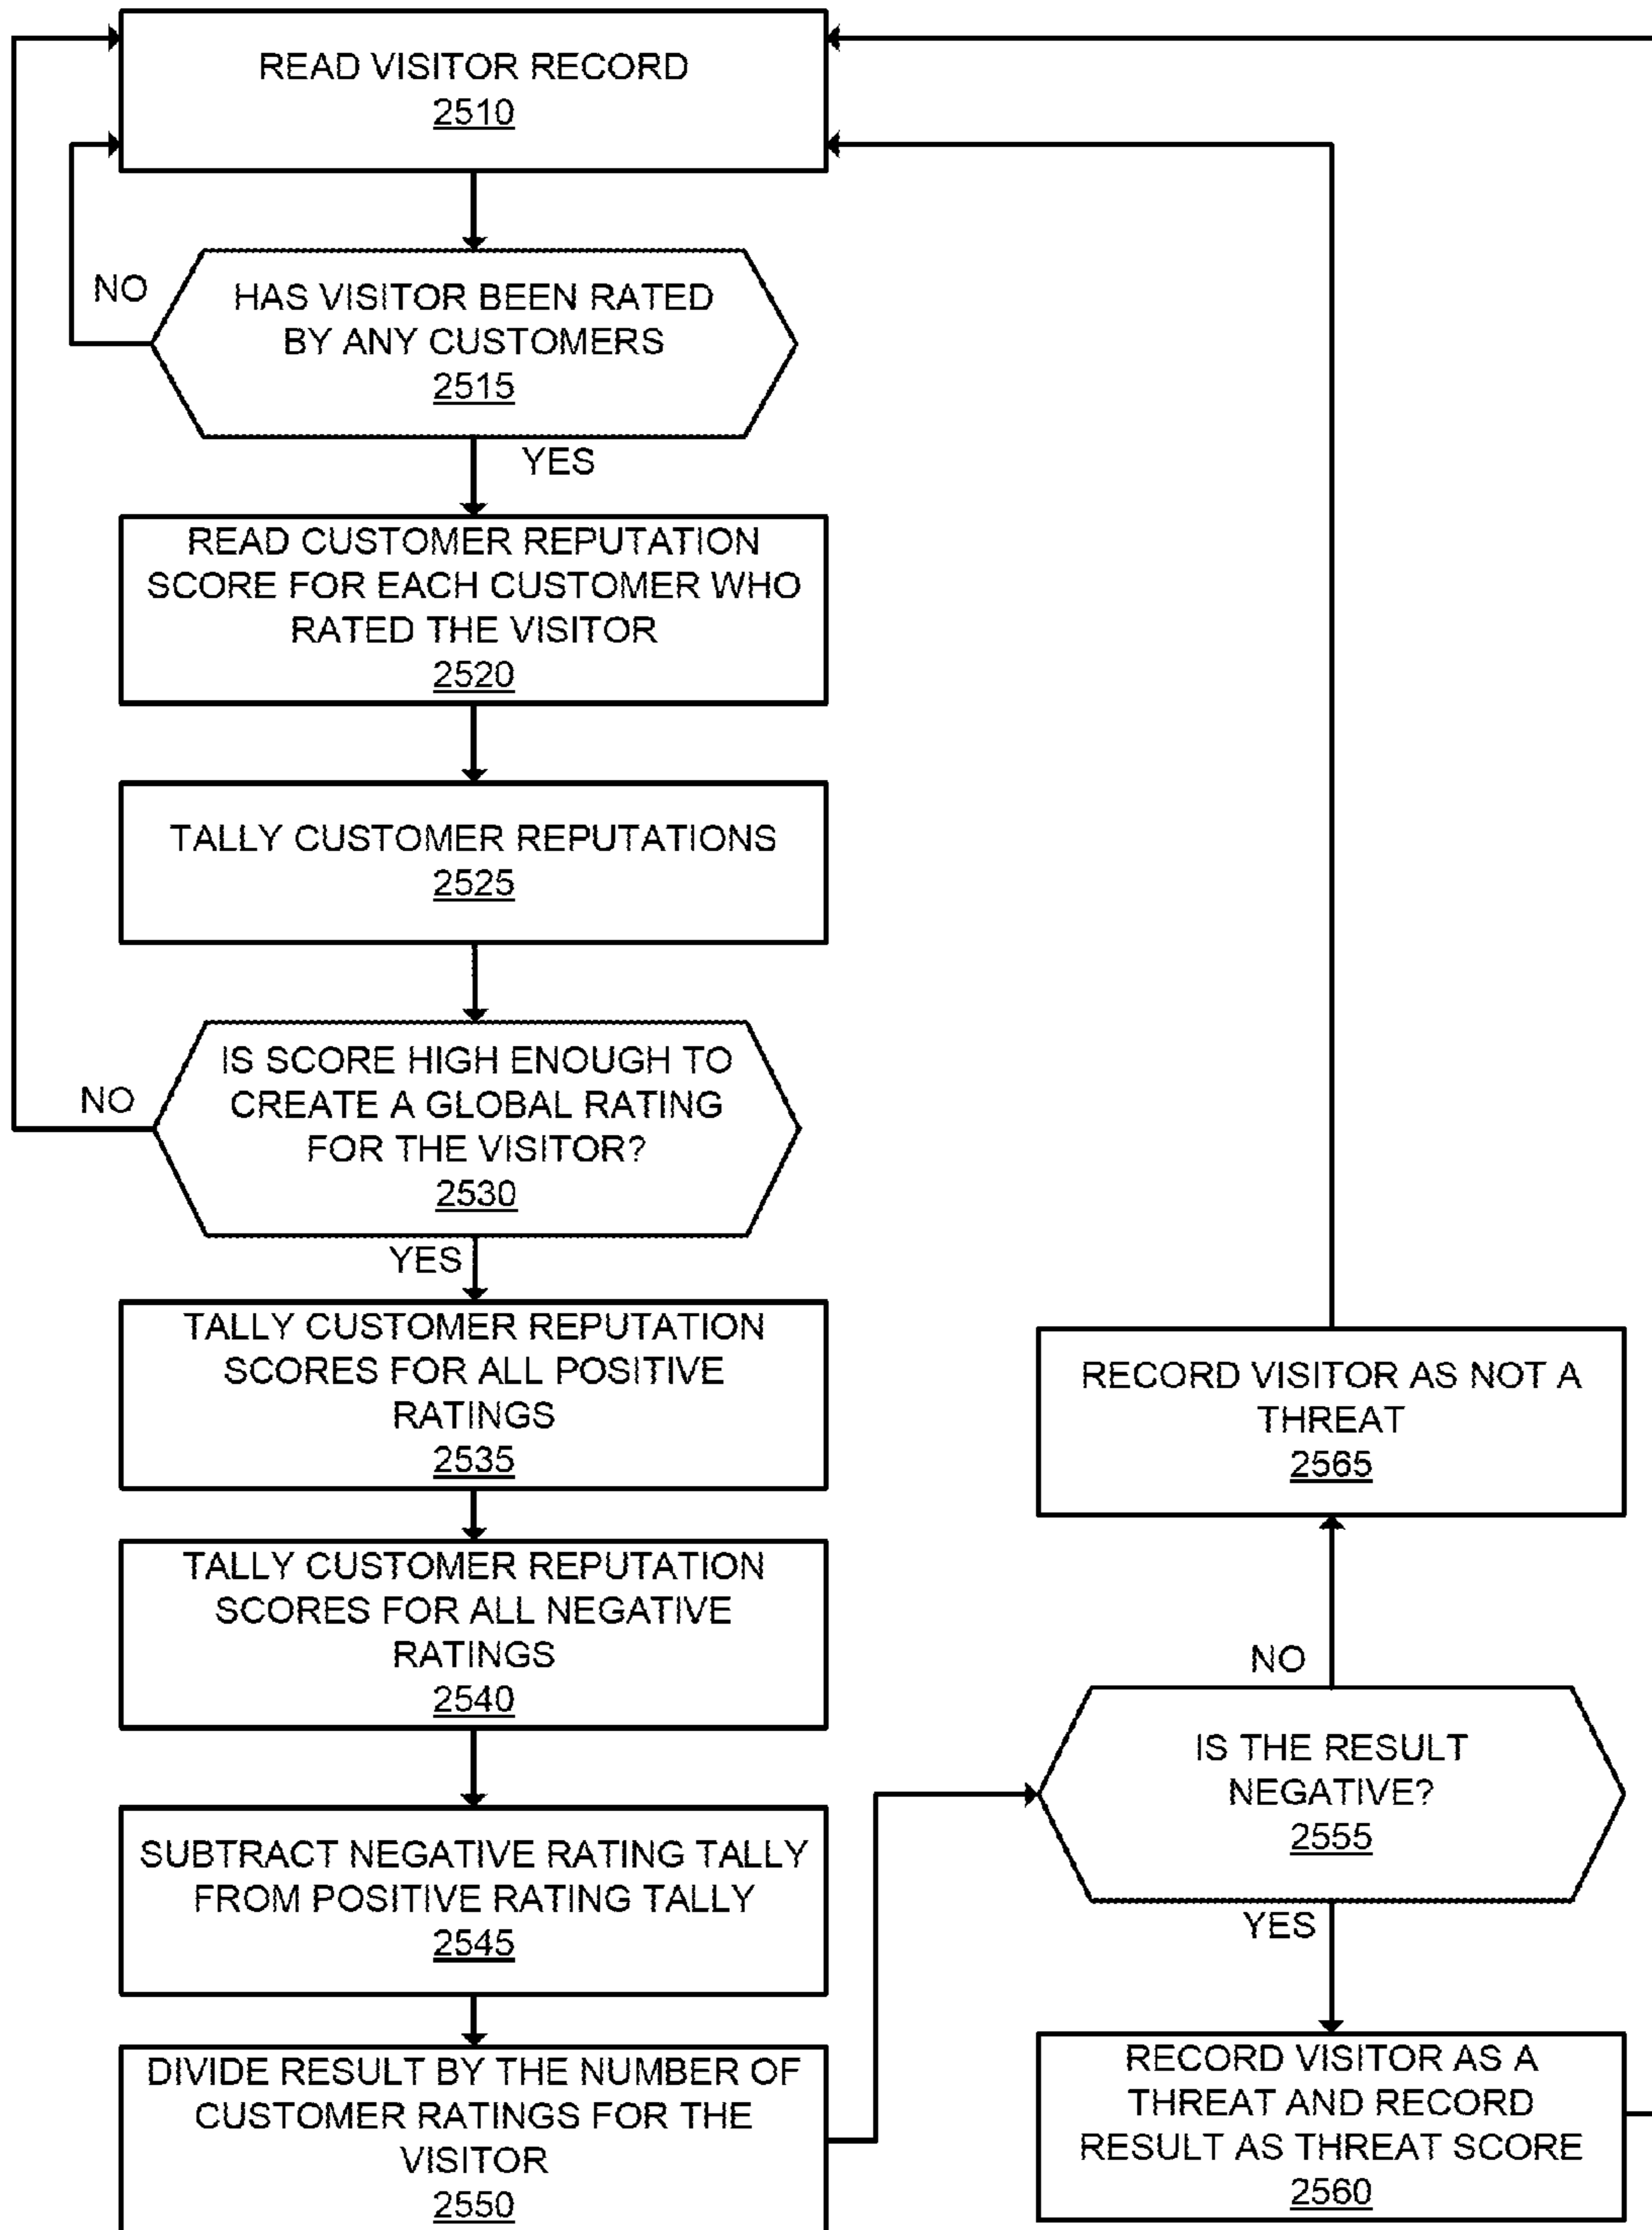 READ VISITOR RECORD
2510
NO
HAS VISITOR BEEN RATED
BY ANY CUSTOMERS
2515
YES
READ CUSTOMER REPUTATION
SCORE FOR EACH CUSTOMER WHO
RATED THE VISITOR
2520
TALLY CUSTOMER REPUTATIONS
2525
NO
IS SCORE HIGH ENOUGH TO
CREATE A GLOBAL RATING
FOR THE VISITOR?
2530
YES
TALLY CUSTOMER REPUTATION
SCORES FOR ALL POSITIVE
RATINGS
2535
TALLY CUSTOMER REPUTATION
SCORES FOR ALL NEGATIVE
RATINGS
2540
SUBTRACT NEGATIVE RATING TALLY
FROM POSITIVE RATING TALLY
2545
DIVIDE RESULT BY THE NUMBER OF
CUSTOMER RATINGS FOR THE
VISITOR
2550
RECORD VISITOR AS NOT A
THREAT
2565
NO
IS THE RESULT
NEGATIVE?
2555
YES
RECORD VISITOR AS A
THREAT AND RECORD
RESULT AS THREAT SCORE
2560